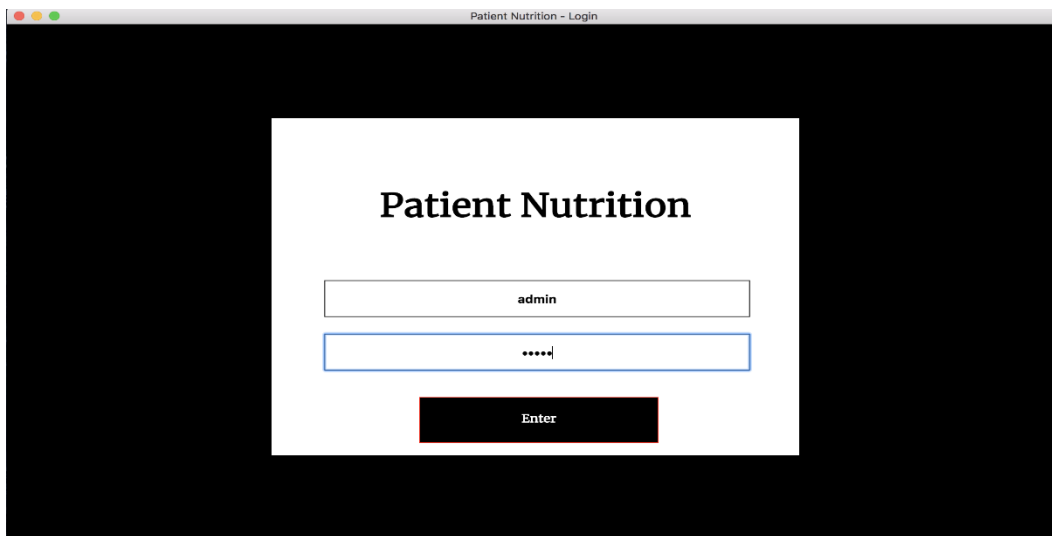 Patient Nutrition - Login
Patient Nutrition
admin
•••••
Enter